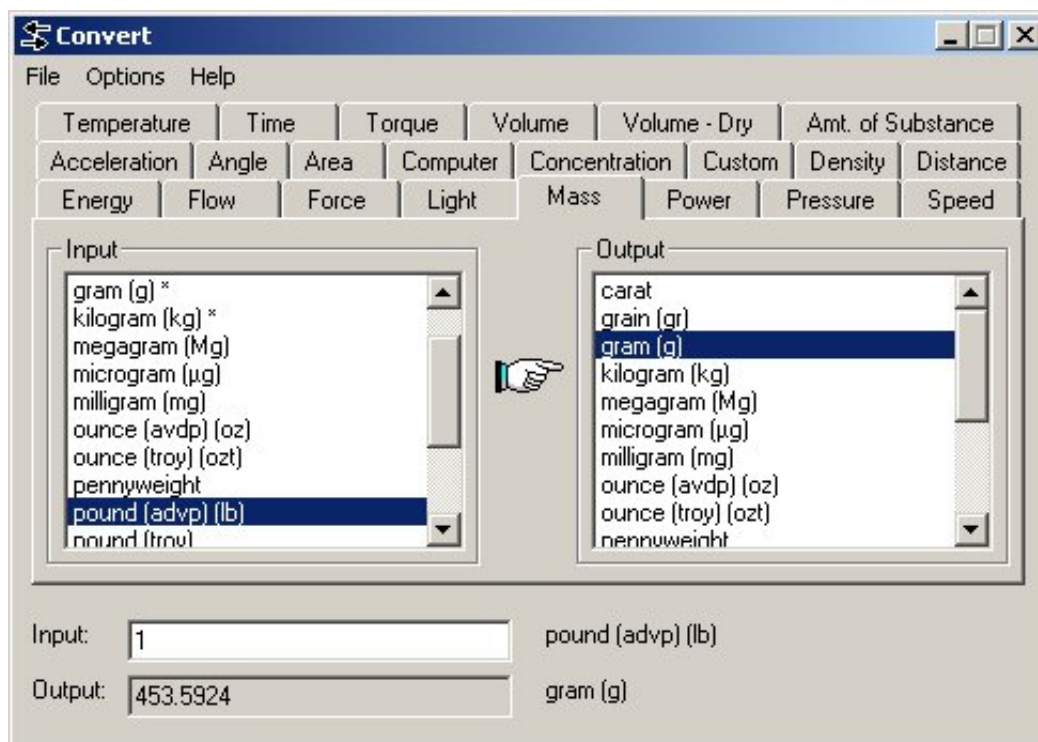 Convert
File Options Help
Temperature Time Torque Volume Volume - Dry Amt. of Substance
Acceleration Angle Area Computer Concentration Custom Density Distance
Energy Flow Force Light Mass Power Pressure Speed
Input
gram (g) *
kilogram (kg) *
megagram (Mg)
microgram (µg)
milligram (mg)
ounce (avdp) (oz)
ounce (troy) (ozt)
pennyweight
pound (advp) (lb)
pound (troy)
Output
carat
grain (gr)
gram (g)
kilogram (kg)
megagram (Mg)
microgram (µg)
milligram (mg)
ounce (avdp) (oz)
ounce (troy) (ozt)
pennyweight
Input: 1 pound (advp) (lb)
Output: 453.5924 gram (g)